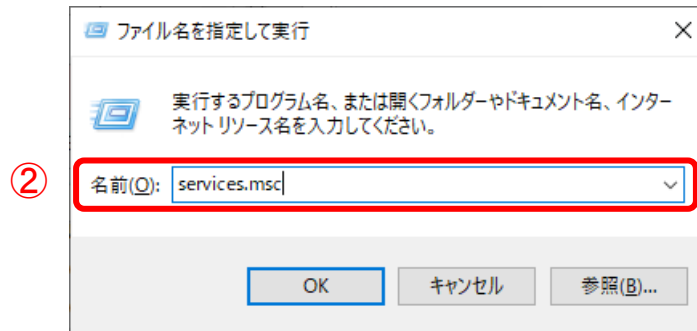 ファイル名を指定して実行
実行するプログラム名、または開くフォルダーやドキュメント名、インター
ネット リソース名を入力してください。
② 名前(O): services.msc
OK キャンセル 参照(B)...